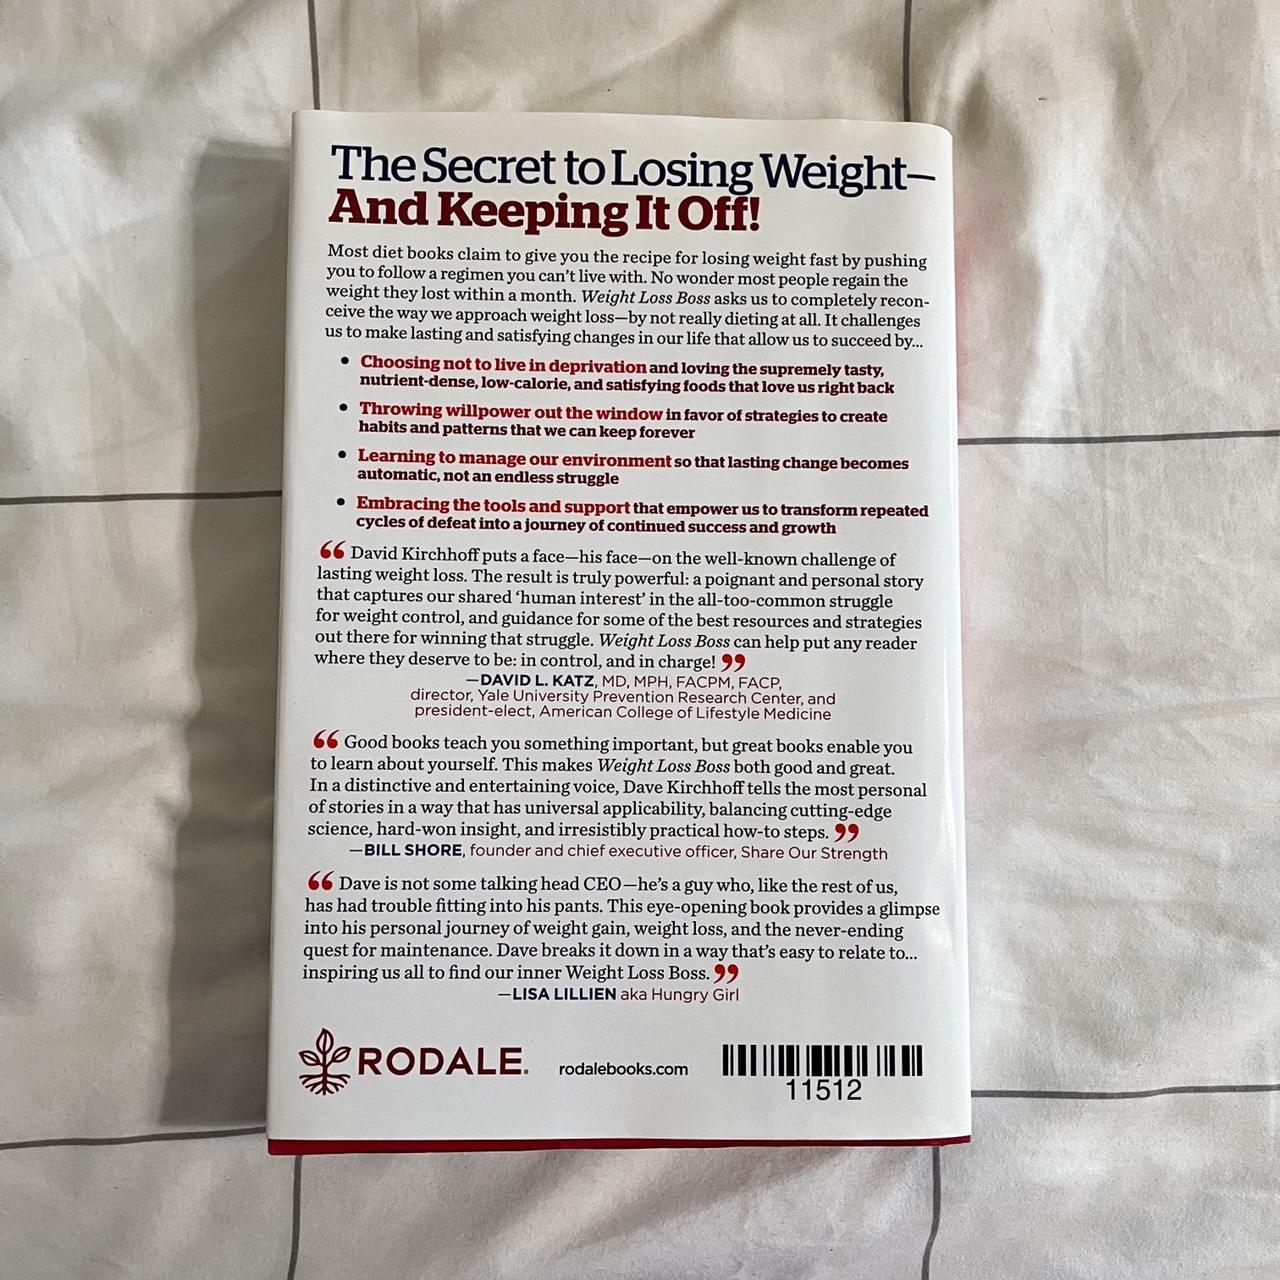 The Secret to Losing Weight—
And Keeping It Off!
Most diet books claim to give you the recipe for losing weight fast by pushing
you to follow a regimen you can't live with. No wonder most people regain the
weight they lost within a month. Weight Loss Boss asks us to completely recon-
ceive the way we approach weight loss—by not really dieting at all. It challenges
us to make lasting and satisfying changes in our life that allow us to succeed by...
• Choosing not to live in deprivation and loving the supremely tasty,
nutrient-dense, low-calorie, and satisfying foods that love us right back
• Throwing willpower out the window in favor of strategies to create
habits and patterns that we can keep forever
• Learning to manage our environment so that lasting change becomes
automatic, not an endless struggle
• Embracing the tools and support that empower us to transform repeated
cycles of defeat into a journey of continued success and growth
“David Kirchhoff puts a face—his face—on the well-known challenge of
lasting weight loss. The result is truly powerful: a poignant and personal story
that captures our shared ‘human interest’ in the all-too-common struggle
for weight control, and guidance for some of the best resources and strategies
out there for winning that struggle. Weight Loss Boss can help put any reader
where they deserve to be: in control, and in charge!”
—DAVID L. KATZ, MD, MPH, FACPM, FACP,
director, Yale University Prevention Research Center, and
president-elect, American College of Lifestyle Medicine
“Good books teach you something important, but great books enable you
to learn about yourself. This makes Weight Loss Boss both good and great.
In a distinctive and entertaining voice, Dave Kirchhoff tells the most personal
of stories in a way that has universal applicability, balancing cutting-edge
science, hard-won insight, and irresistibly practical how-to steps.”
—BILL SHORE, founder and chief executive officer, Share Our Strength
“Dave is not some talking head CEO—he's a guy who, like the rest of us,
has had trouble fitting into his pants. This eye-opening book provides a glimpse
into his personal journey of weight gain, weight loss, and the never-ending
quest for maintenance. Dave breaks it down in a way that's easy to relate to...
inspiring us all to find our inner Weight Loss Boss.”
—LISA LILLIEN aka Hungry Girl
RODALE. rodalebooks.com
11512